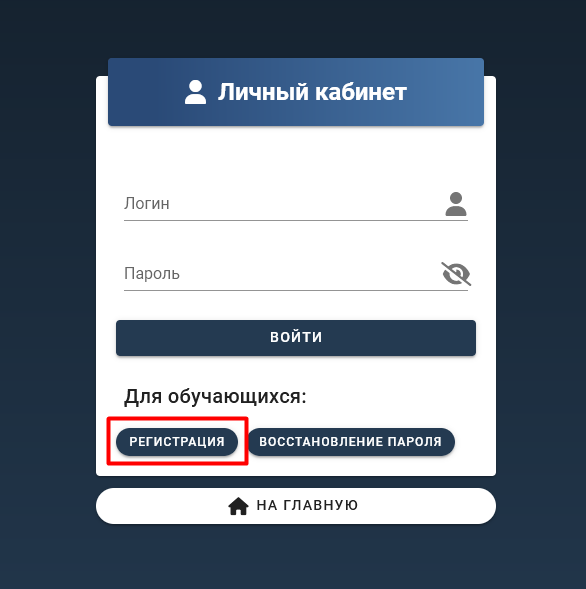 Личный кабинет
Логин
Пароль
ВОЙТИ
Для обучающихся:
РЕГИСТРАЦИЯ ВОССТАНОВЛЕНИЕ ПАРОЛЯ
НА ГЛАВНУЮ